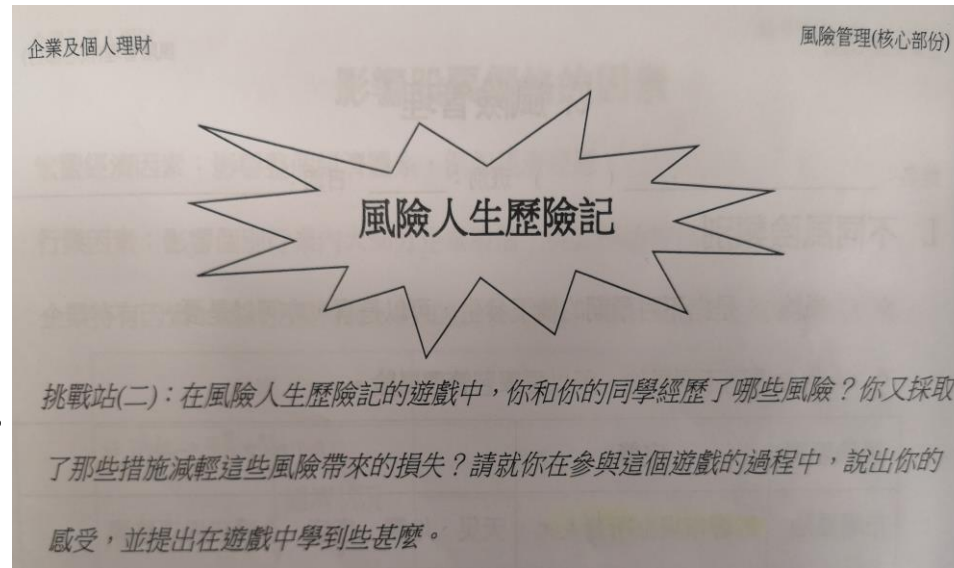 企業及個人理財
風險管理(核心部份)
風險人生歷險記
挑戰站(二)：在風險人生歷險記的遊戲中，你和你的同學經歷了哪些風險？你又採取
了那些措施減輕這些風險帶來的損失？請就你在參與這個遊戲的過程中，說出你的
感受，並提出在遊戲中學到些甚麼。